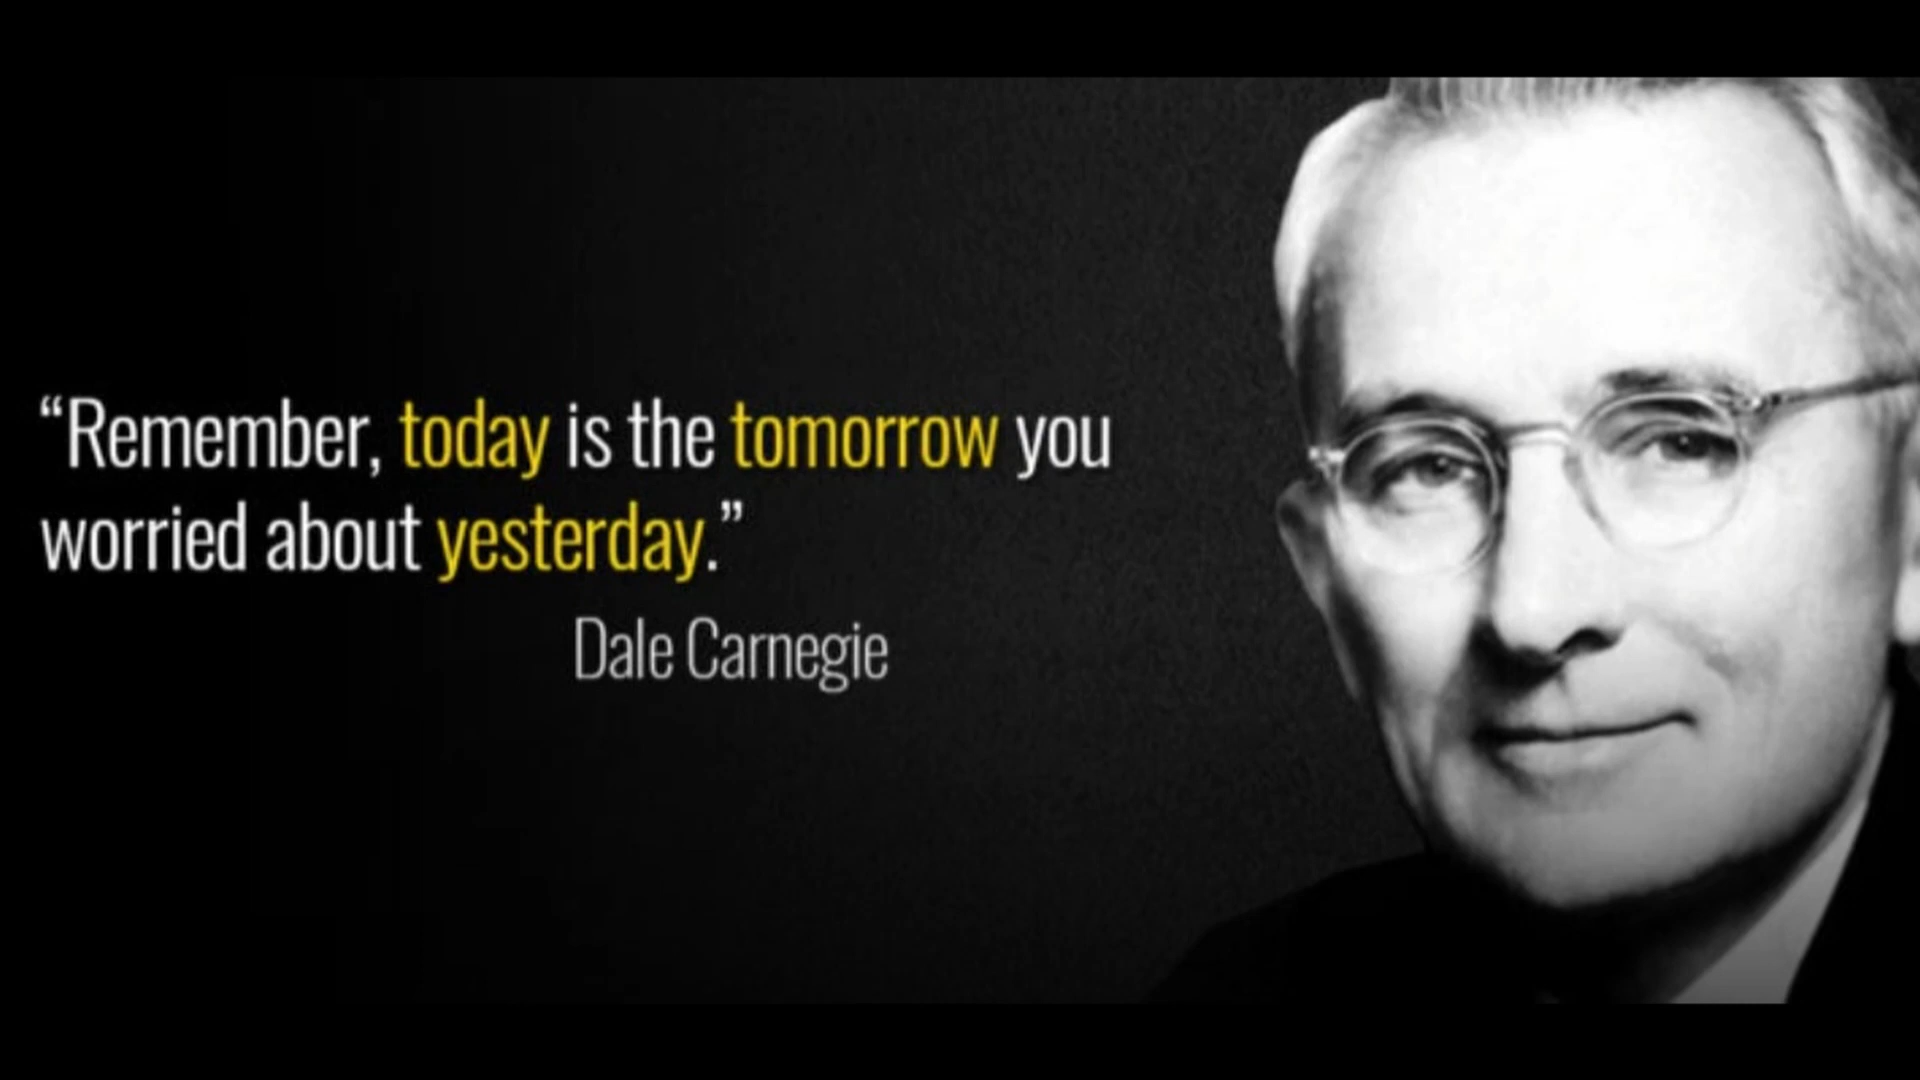 “Remember, today is the tomorrow you
worried about yesterday.”
Dale Carnegie